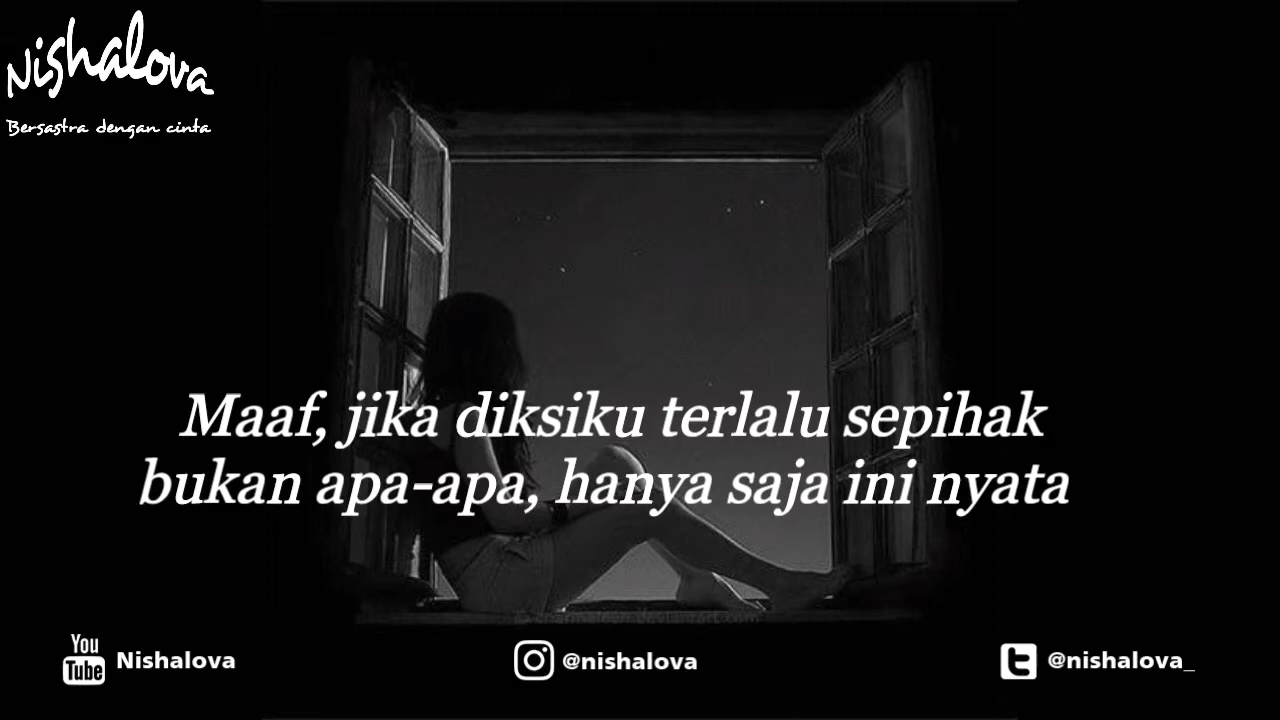 Nishalova
Bersastra dengan cinta
Maaf, jika diksiku terlalu sepihak
bukan apa-apa, hanya saja ini nyata
You
Tube
Nishalova
@nishalova
@nishalova_